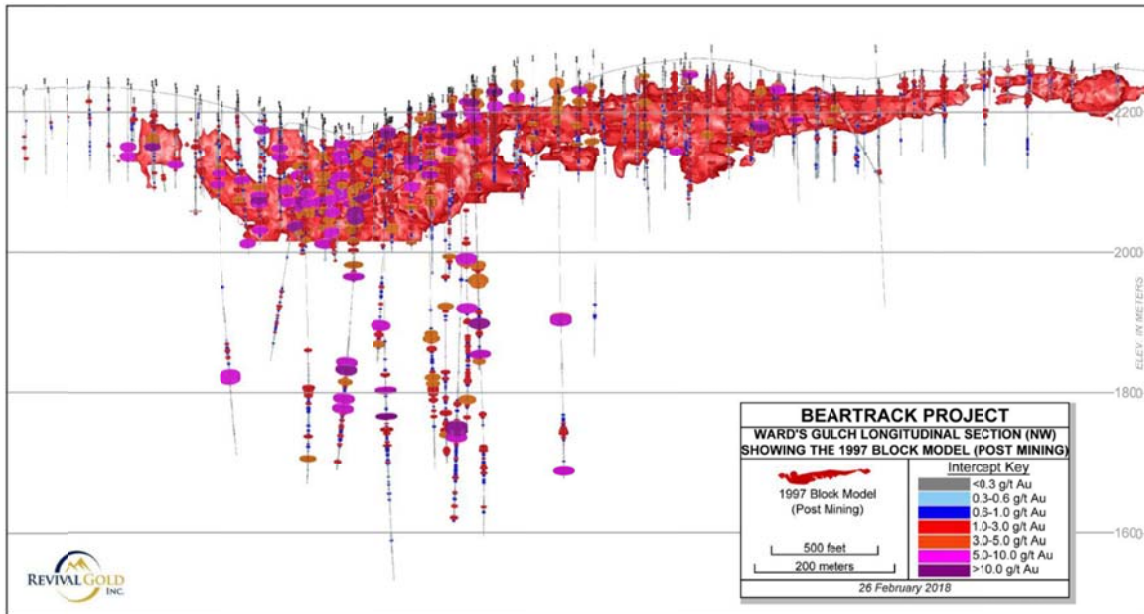 2200
2000
ELEV. IN METERS
1800
1600
BEARTRACK PROJECT
WARD'S GULCH LONGITUDINAL SECTION (NW)
SHOWING THE 1997 BLOCK MODEL (POST MINING)
1997 Block Model
(Post Mining)
500 feet
200 meters
Intercept Key
<0.3 g/t Au
0.3-0.6 g/t Au
0.6-1.0 g/t Au
1.0-3.0 g/t Au
3.0-5.0 g/t Au
5.0-10.0 g/t Au
>10.0 g/t Au
26 February 2018
REVIVAL GOLD
INC.